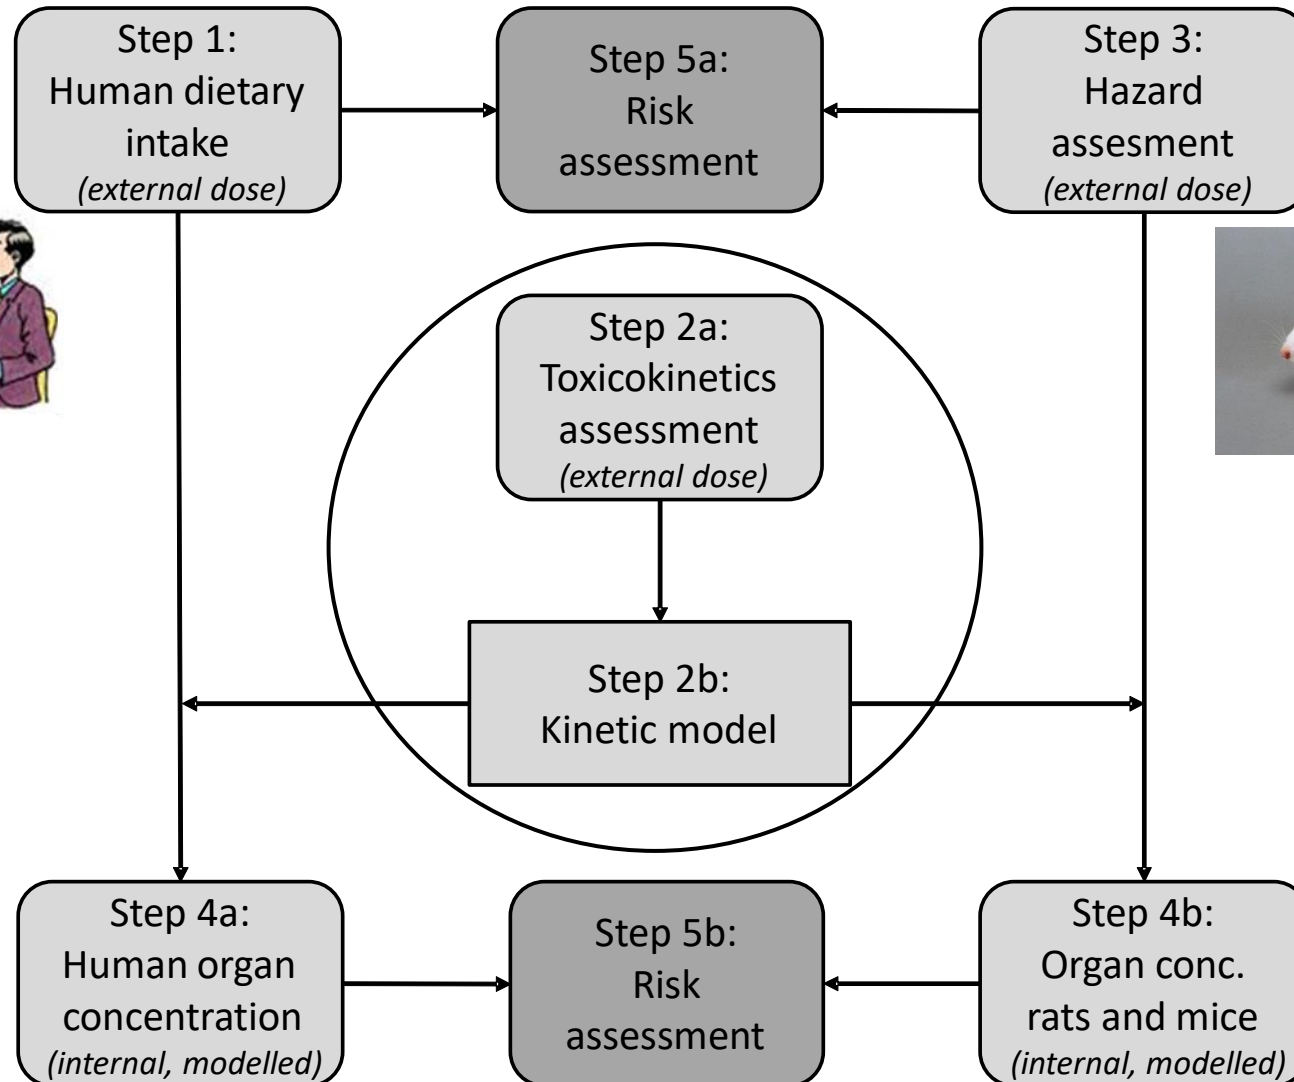 Step 1:
Human dietary
intake
(external dose)
Step 5a:
Risk
assessment
Step 3:
Hazard
assesment
(external dose)
Step 2a:
Toxicokinetics
assessment
(external dose)
Step 2b:
Kinetic model
Step 4a:
Human organ
concentration
(internal, modelled)
Step 5b:
Risk
assessment
Step 4b:
Organ conc.
rats and mice
(internal, modelled)